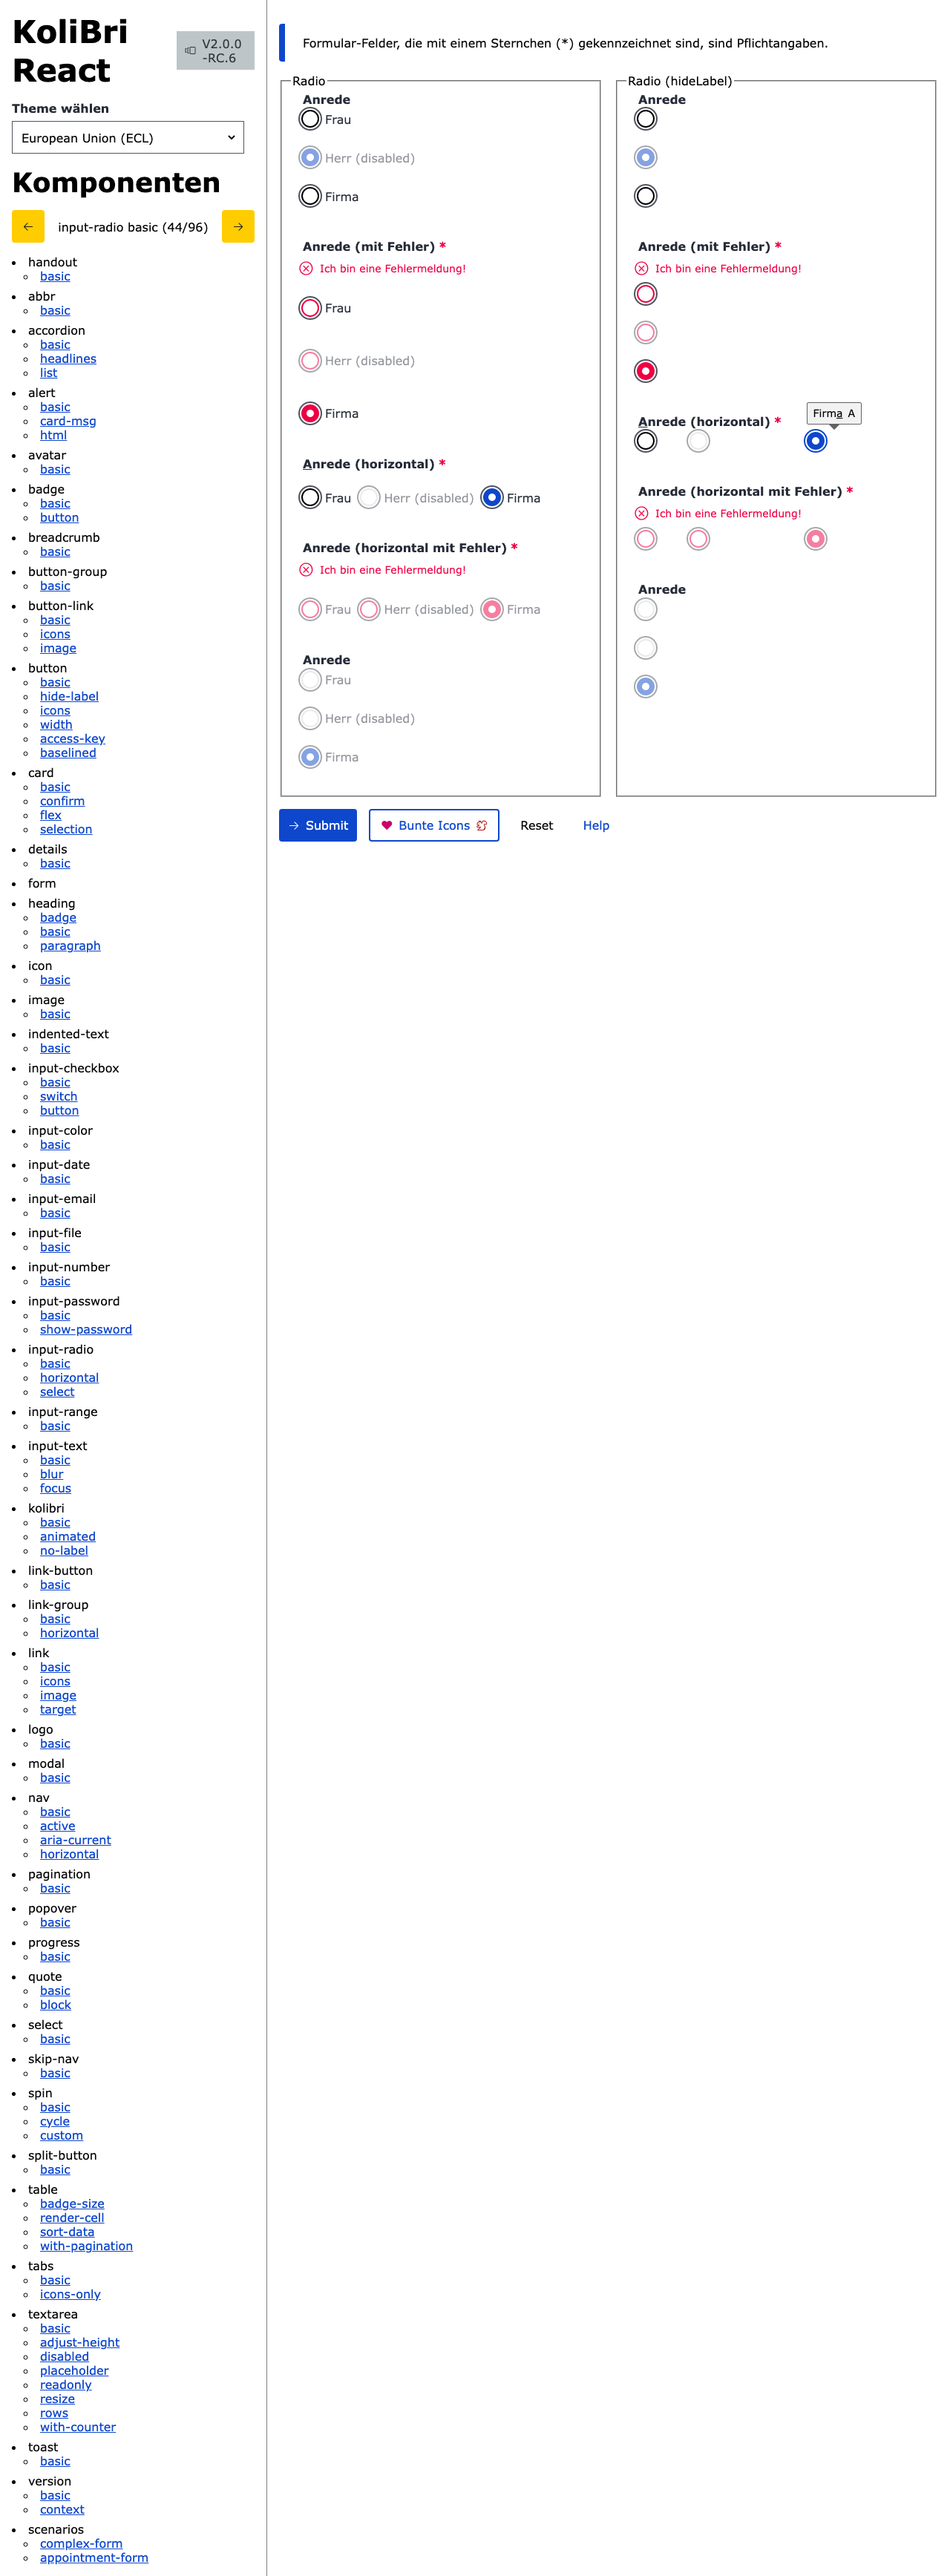 KoliBri
React
V2.0.0
-RC.6
Theme wählen
European Union (ECL)
Komponenten
input-radio basic (44/96)
handout
basic
abbr
basic
accordion
basic
headlines
list
alert
basic
card-msg
html
avatar
basic
badge
basic
button
breadcrumb
basic
button-group
basic
button-link
basic
icons
image
button
basic
hide-label
icons
width
access-key
baselined
card
basic
confirm
flex
selection
details
basic
form
heading
badge
basic
paragraph
icon
basic
image
basic
indented-text
basic
input-checkbox
basic
switch
button
input-color
basic
input-date
basic
input-email
basic
input-file
basic
input-number
basic
input-password
basic
show-password
input-radio
basic
horizontal
select
input-range
basic
input-text
basic
blur
focus
kolibri
basic
animated
no-label
link-button
basic
link-group
basic
horizontal
link
basic
icons
image
target
logo
basic
modal
basic
nav
basic
active
aria-current
horizontal
pagination
basic
popover
basic
progress
basic
quote
basic
block
select
basic
skip-nav
basic
spin
basic
cycle
custom
split-button
basic
table
badge-size
render-cell
sort-data
with-pagination
tabs
basic
icons-only
textarea
basic
adjust-height
disabled
placeholder
readonly
resize
rows
with-counter
toast
basic
version
basic
context
scenarios
complex-form
appointment-form
Formular-Felder, die mit einem Sternchen (*) gekennzeichnet sind, sind Pflichtangaben.
Radio
Anrede
Frau
Herr (disabled)
Firma
Anrede (mit Fehler) *
Ich bin eine Fehlermeldung!
Frau
Herr (disabled)
Firma
Anrede (horizontal) *
Frau Herr (disabled) Firma
Anrede (horizontal mit Fehler) *
Ich bin eine Fehlermeldung!
Frau Herr (disabled) Firma
Anrede
Frau
Herr (disabled)
Firma
Radio (hideLabel)
Anrede
Anrede (mit Fehler) *
Ich bin eine Fehlermeldung!
Firma A
Anrede (horizontal) *
Anrede (horizontal mit Fehler) *
Ich bin eine Fehlermeldung!
Anrede
Submit Bunte Icons Reset Help